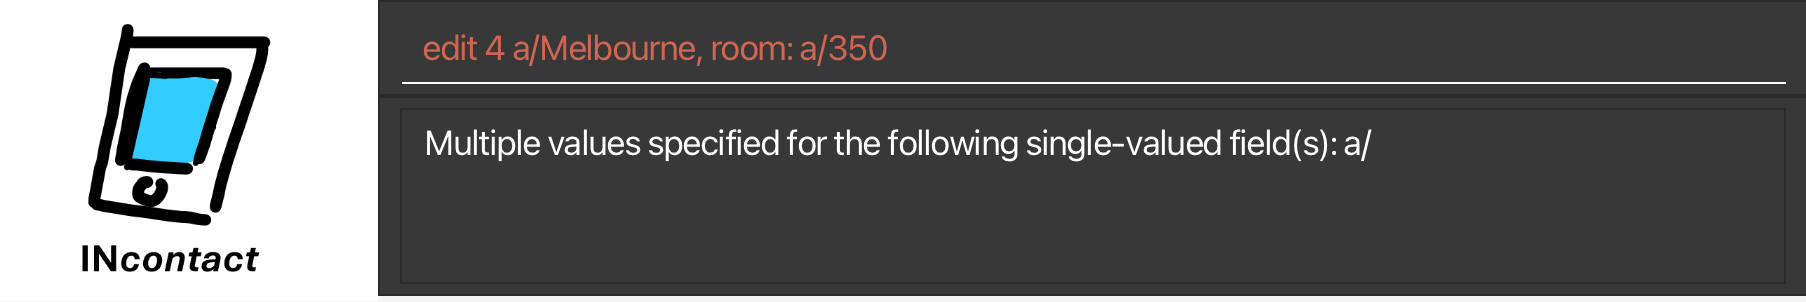 INcontact
edit 4 a/Melbourne, room: a/350
Multiple values specified for the following single-valued field(s): a/